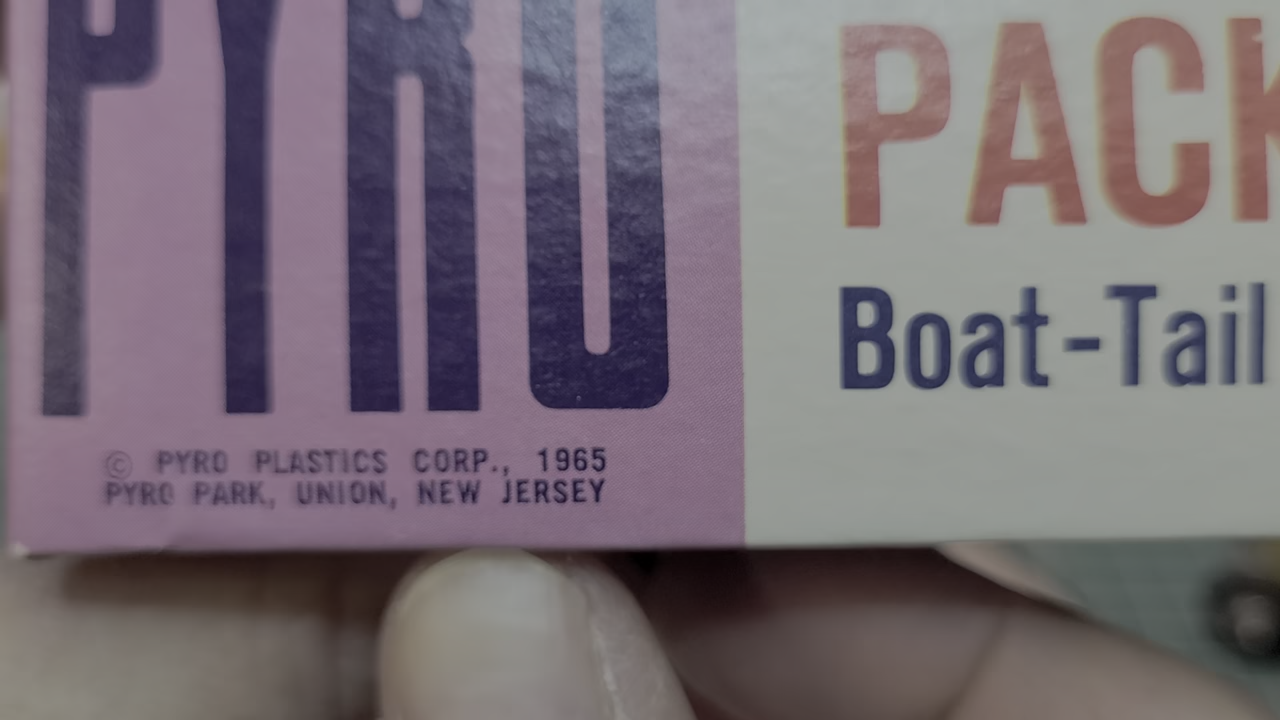 PYRO
PACK
Boat-Tail
© PYRO PLASTICS CORP., 1965
PYRO PARK, UNION, NEW JERSEY